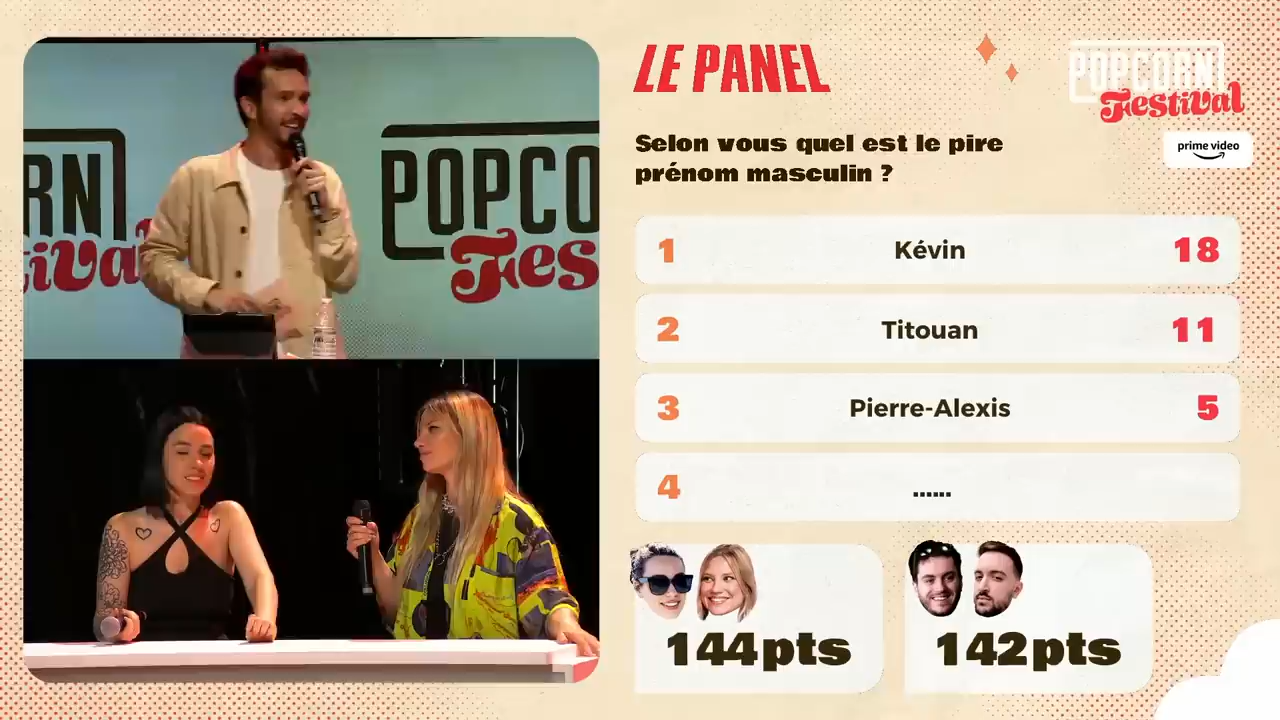 LE PANEL
POPCORN
Festival
prime video
Selon vous quel est le pire
prénom masculin ?
1 Kévin 18
2 Titouan 11
3 Pierre-Alexis 5
4 ......
144pts
142pts
RN
tival
POPCO
Fes